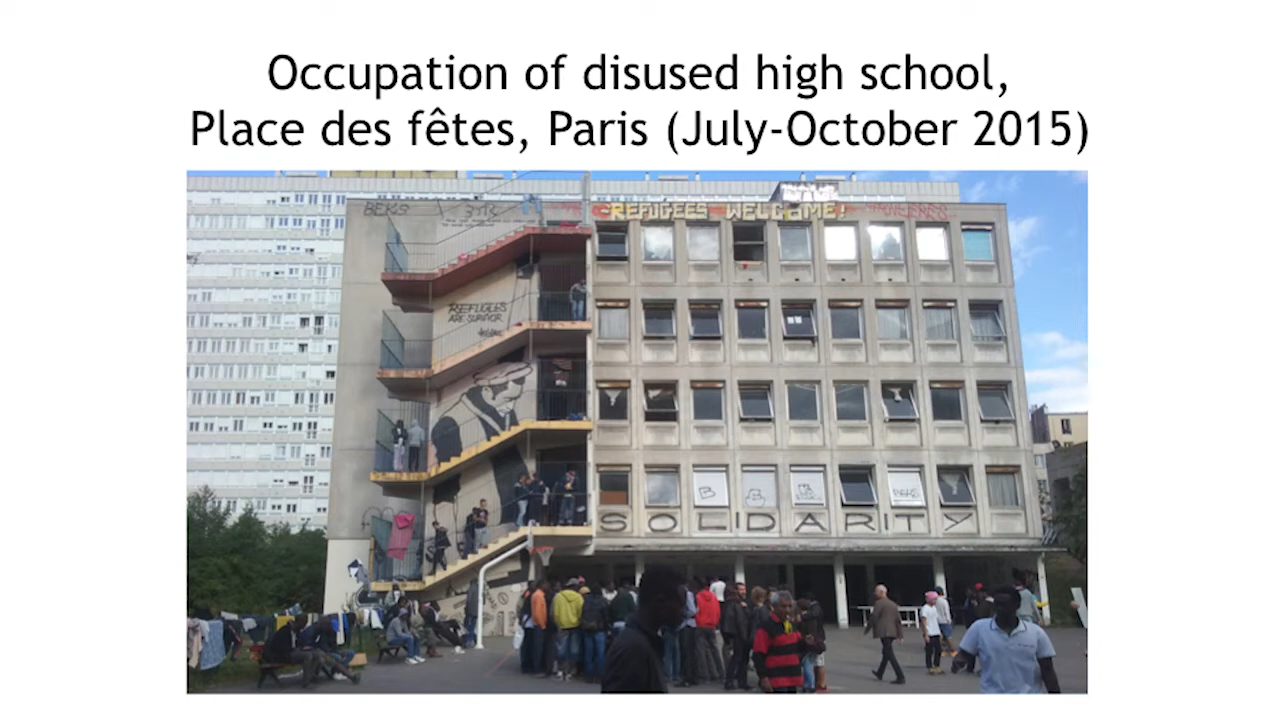 Occupation of disused high school,
Place des fêtes, Paris (July-October 2015)
REFUGEES WELCOME!
REFUGEES
ARE SURVIVOR
SOLIDARITY